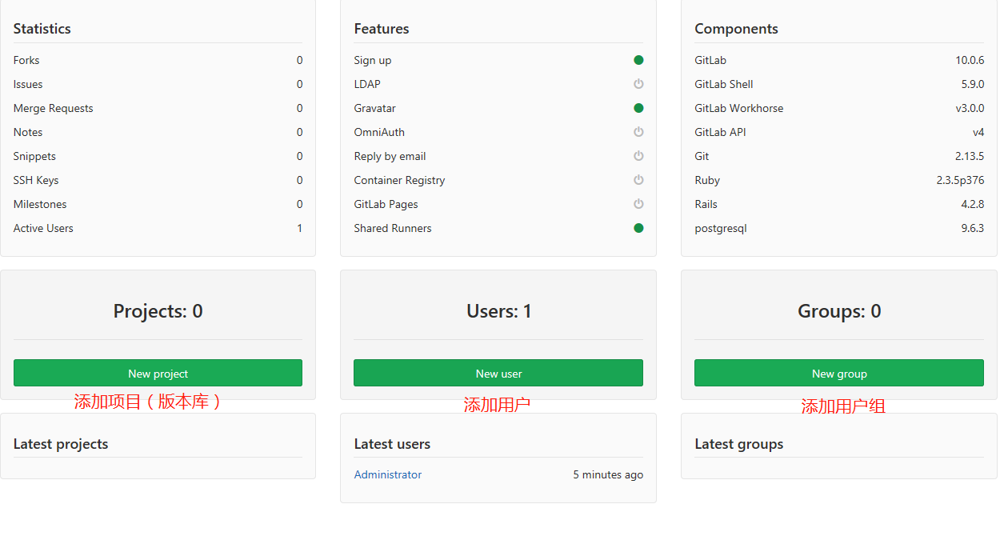 Statistics
Forks 0
Issues 0
Merge Requests 0
Notes 0
Snippets 0
SSH Keys 0
Milestones 0
Active Users 1
Features
Sign up
LDAP
Gravatar
OmniAuth
Reply by email
Container Registry
GitLab Pages
Shared Runners
Components
GitLab 10.0.6
GitLab Shell 5.9.0
GitLab Workhorse v3.0.0
GitLab API v4
Git 2.13.5
Ruby 2.3.5p376
Rails 4.2.8
postgresql 9.6.3
Projects: 0
New project
添加项目（版本库）
Users: 1
New user
添加用户
Groups: 0
New group
添加用户组
Latest projects
Latest users
Administrator 5 minutes ago
Latest groups